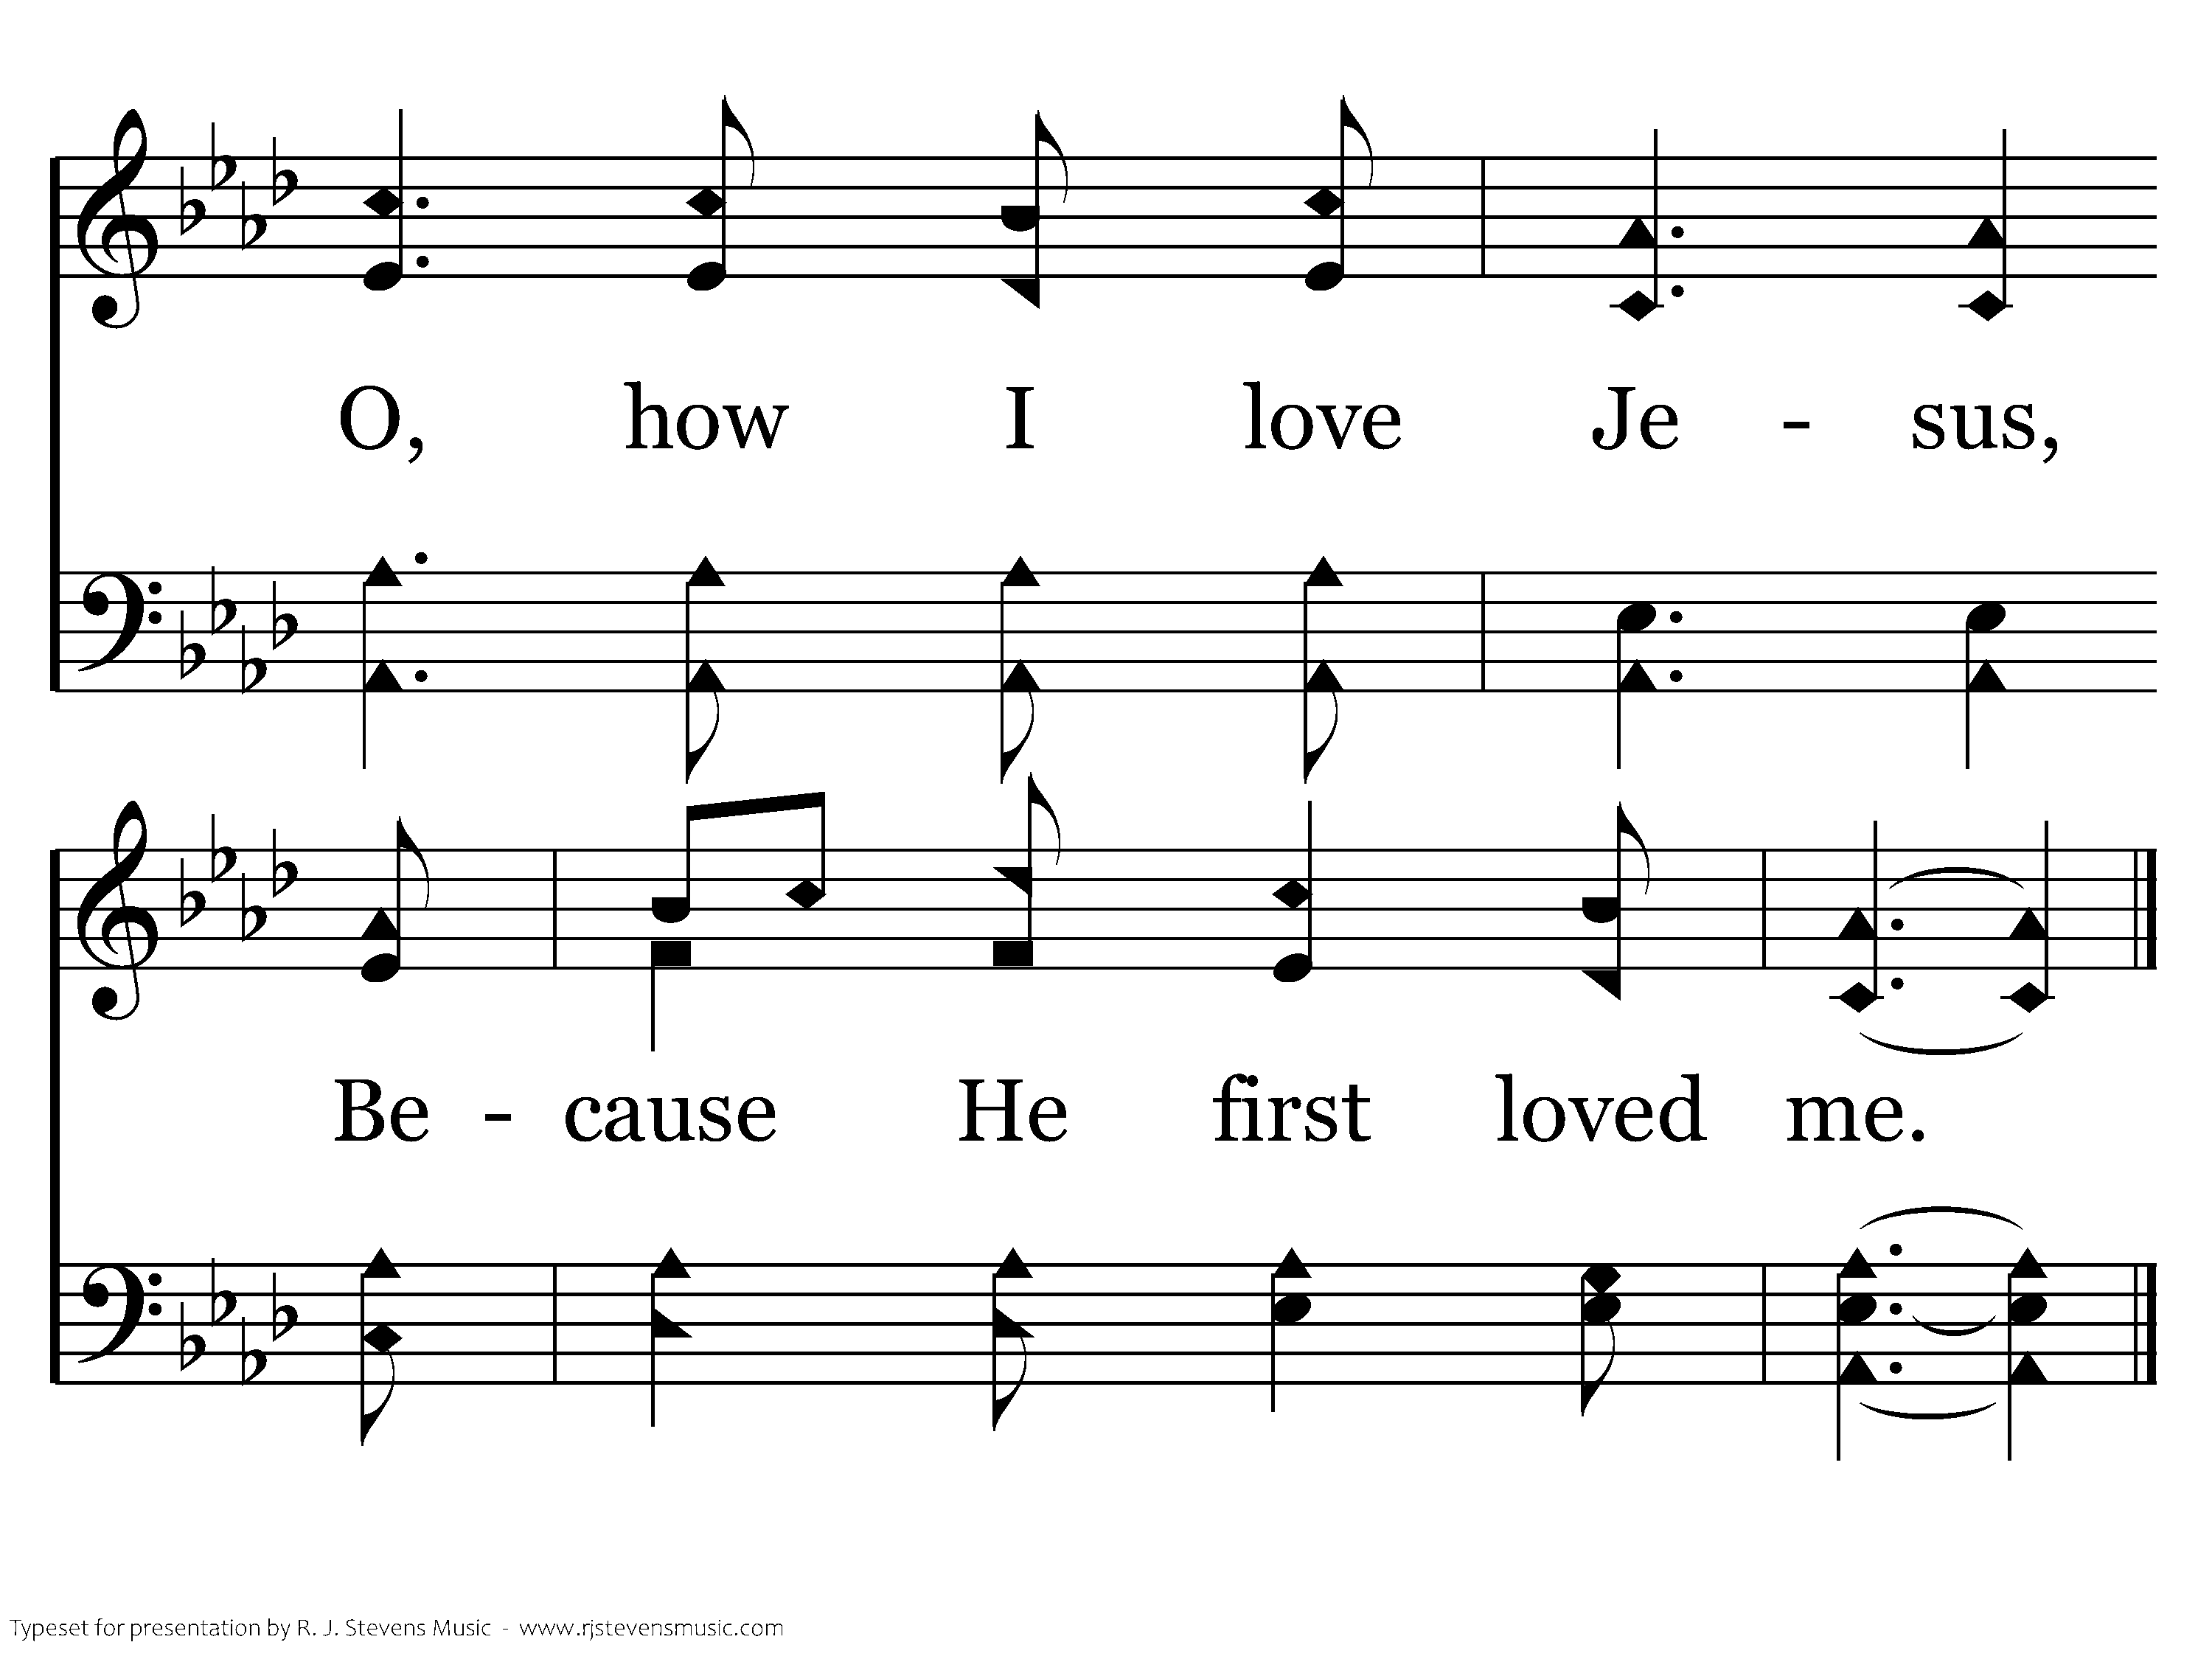 O, how I love Je - sus,
Be - cause He first loved me.
Typeset for presentation by R. J. Stevens Music - www.rjstevensmusic.com